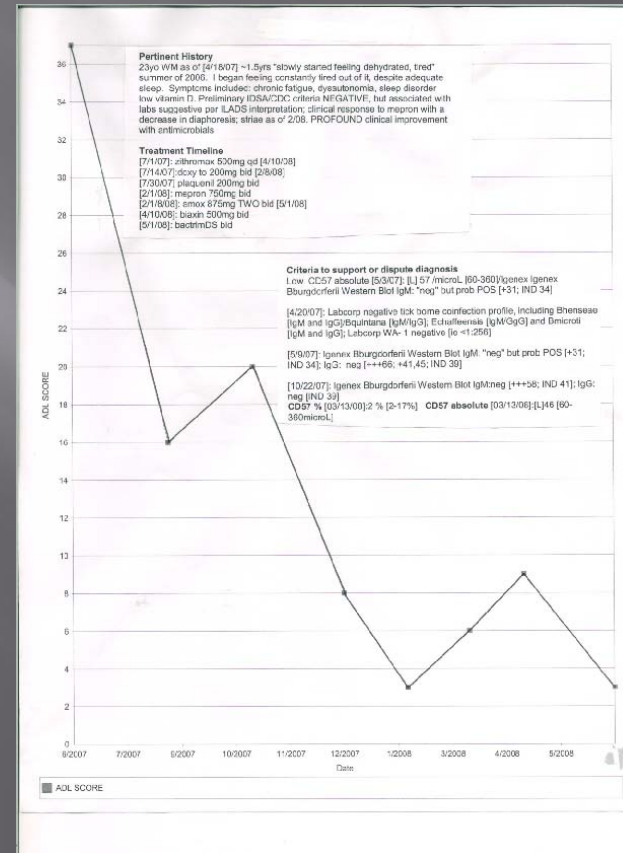 Pertinent History
23yo WM as of [4/18/07] ~1.5yrs "slowly started feeling dehydrated, tired"
summer of 2006. I began feeling constantly tired out of it, despite adequate
sleep. Symptoms included: chronic fatigue, dysautonomia, sleep disorder
low vitamin D. Preliminary IDSA/CDC criteria NEGATIVE, but associated with
labs suggestive per ILADS interpretation; clinical response to mepron with a
decrease in diaphoresis; striae as of 2/08. PROFOUND clinical improvement
with antimicrobials
Treatment Timeline
[7/1/07]: zithromax 500mg qd [4/10/08]
[7/14/07]:doxy to 200mg bid [2/8/08]
[7/30/07] plaquenil 200mg bid
[2/1/08]: mepron 750mg bid
[2/1/8/08]: amox 875mg TWO bid [5/1/08]
[4/10/08]: biaxin 500mg bid
[5/1/08]: bactrimDS bid
Criteria to support or dispute diagnosis
Low CD57 absolute [5/3/07]: [L] 57 /microL [60-360]/Igenex Igenex
Bburgdorferii Western Blot IgM: "neg" but prob POS [+31; IND 34]
[4/20/07]: Labcorp negative tick borne coinfection profile, including Bhenseae
[IgM and IgG]/Bquintana [IgM/IgG]; Echaffeensis [IgM/GgG] and Bmicroti
[IgM and IgG]; Labcorp WA- 1 negative [ie <1:256]
[5/9/07]: Igenex Bburgdorferii Western Blot IgM: "neg" but prob POS [+31;
IND 34]; IgG: neg [+++66; +41,45; IND 39]
[10/22/07]: Igenex Bburgdorferii Western Blot IgM:neg [+++58; IND 41]; IgG:
neg [IND 39]
CD57 % [03/13/00]:2 % [2-17%] CD57 absolute [03/13/08]:[L]46 [60-
360microL]
ADL SCORE
36
34
32
30
28
26
24
22
20
18
16
14
12
10
8
6
4
2
0
6/2007 7/2007 9/2007 10/2007 11/2007 12/2007 1/2008 3/2008 4/2008 5/2008
Date
ADL SCORE